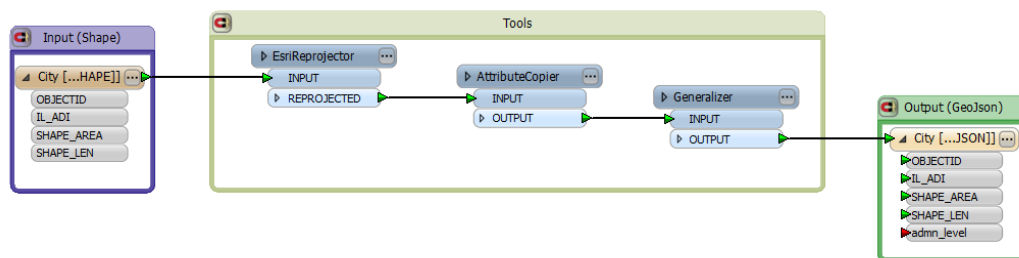 Input (Shape)
City [...HAPE]]
OBJECTID
IL_ADI
SHAPE_AREA
SHAPE_LEN
Tools
EsriReprojector
INPUT
REPROJECTED
AttributeCopier
INPUT
OUTPUT
Generalizer
INPUT
OUTPUT
Output (GeoJson)
City [...JSON]]
OBJECTID
IL_ADI
SHAPE_AREA
SHAPE_LEN
admn_level